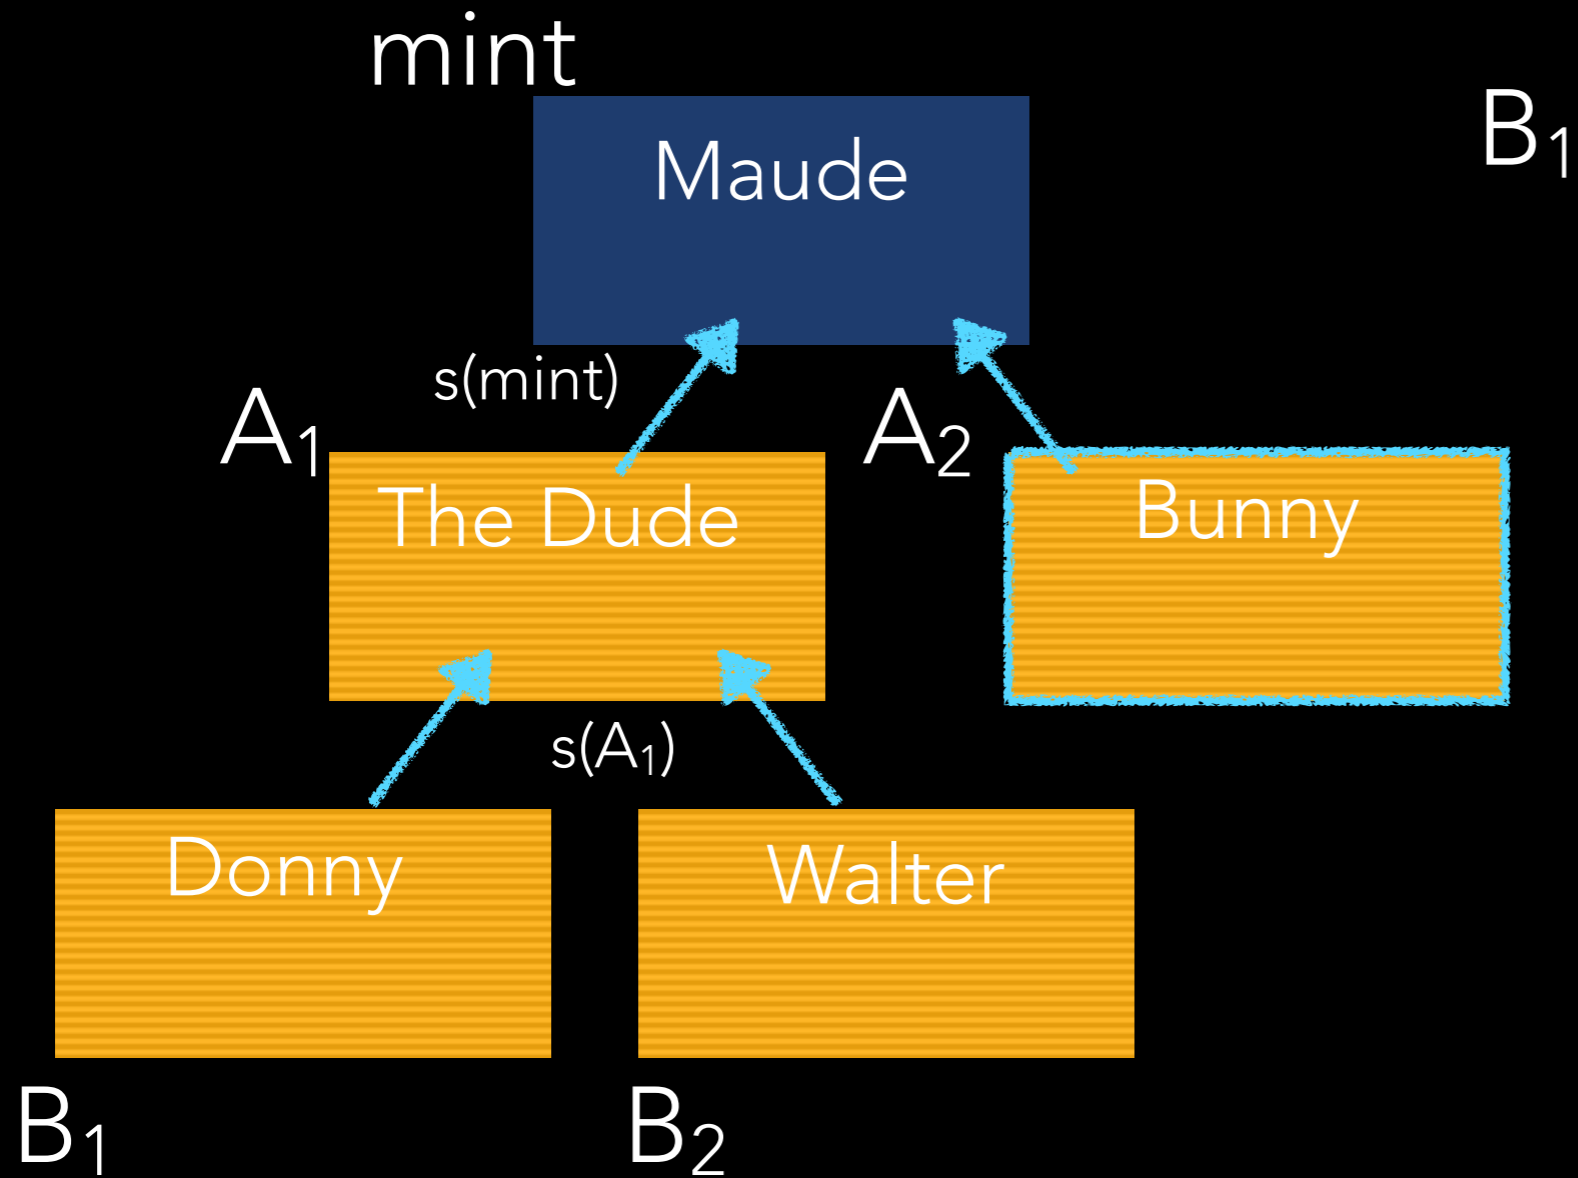 mint
B₁
Maude
s(mint)
A₁
A₂
The Dude
Bunny
s(A₁)
Donny
Walter
B₁
B₂